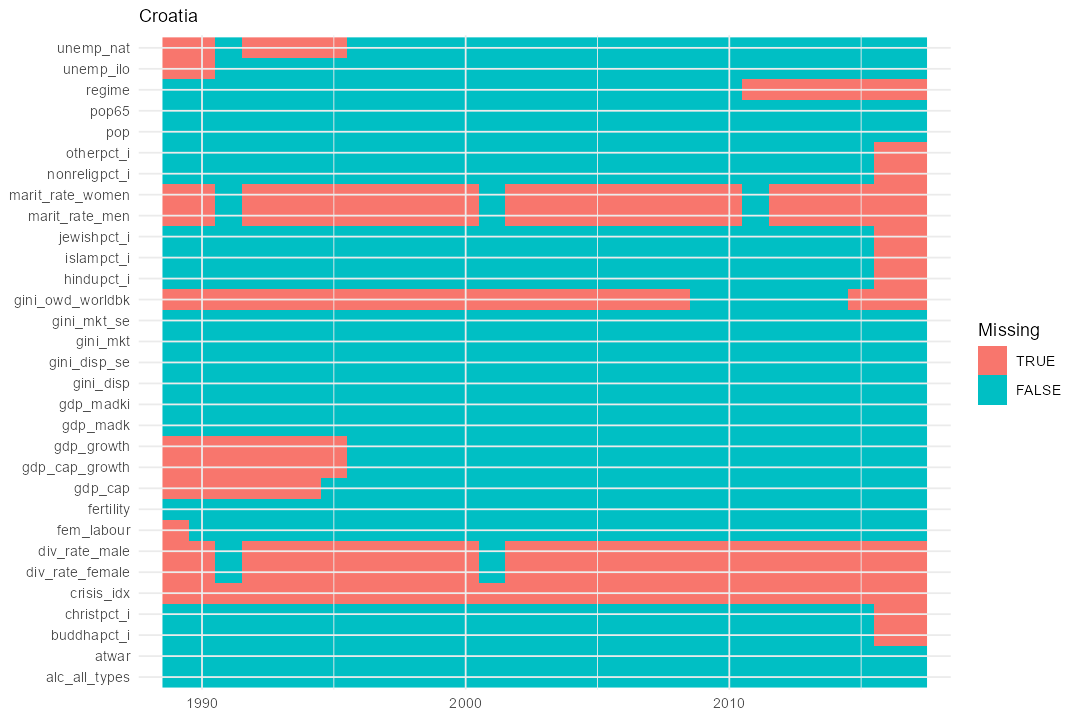 Croatia
unemp_nat
unemp_ilo
regime
pop65
pop
otherpct_i
nonreligpct_i
marit_rate_women
marit_rate_men
jewishpct_i
islampct_i
hindupct_i
gini_owd_worldbk
gini_mkt_se
gini_mkt
gini_disp_se
gini_disp
gdp_madki
gdp_madk
gdp_growth
gdp_cap_growth
gdp_cap
fertility
fem_labour
div_rate_male
div_rate_female
crisis_idx
christpct_i
buddhapct_i
atwar
alc_all_types
1990
2000
2010
Missing
TRUE
FALSE